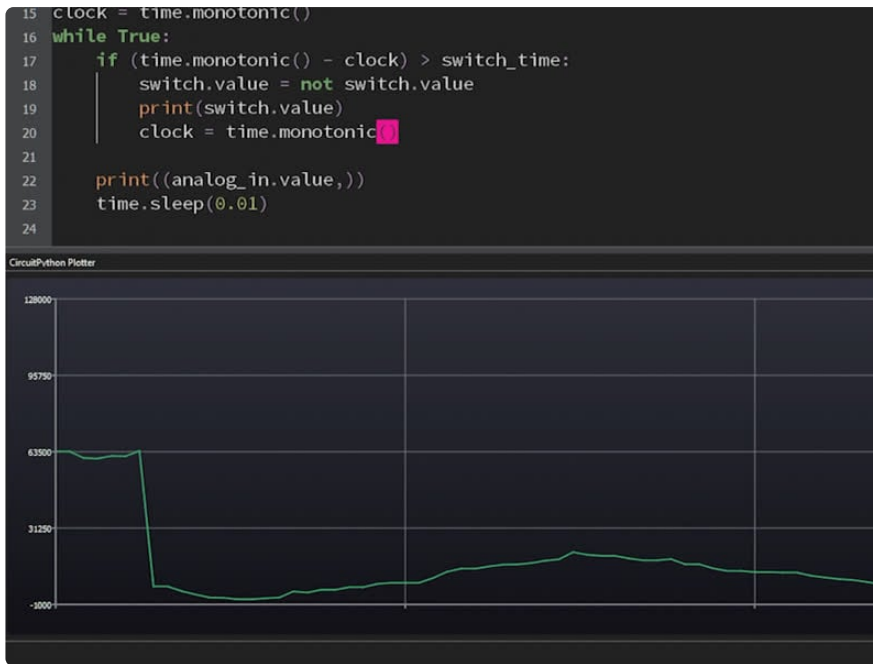 15 clock = time.monotonic()
16 while True:
17 if (time.monotonic() - clock) > switch_time:
18 switch.value = not switch.value
19 print(switch.value)
20 clock = time.monotonic()
21
22 print((analog_in.value,))
23 time.sleep(0.01)
24
CircuitPython Plotter
128000
95750
63500
31250
-1000